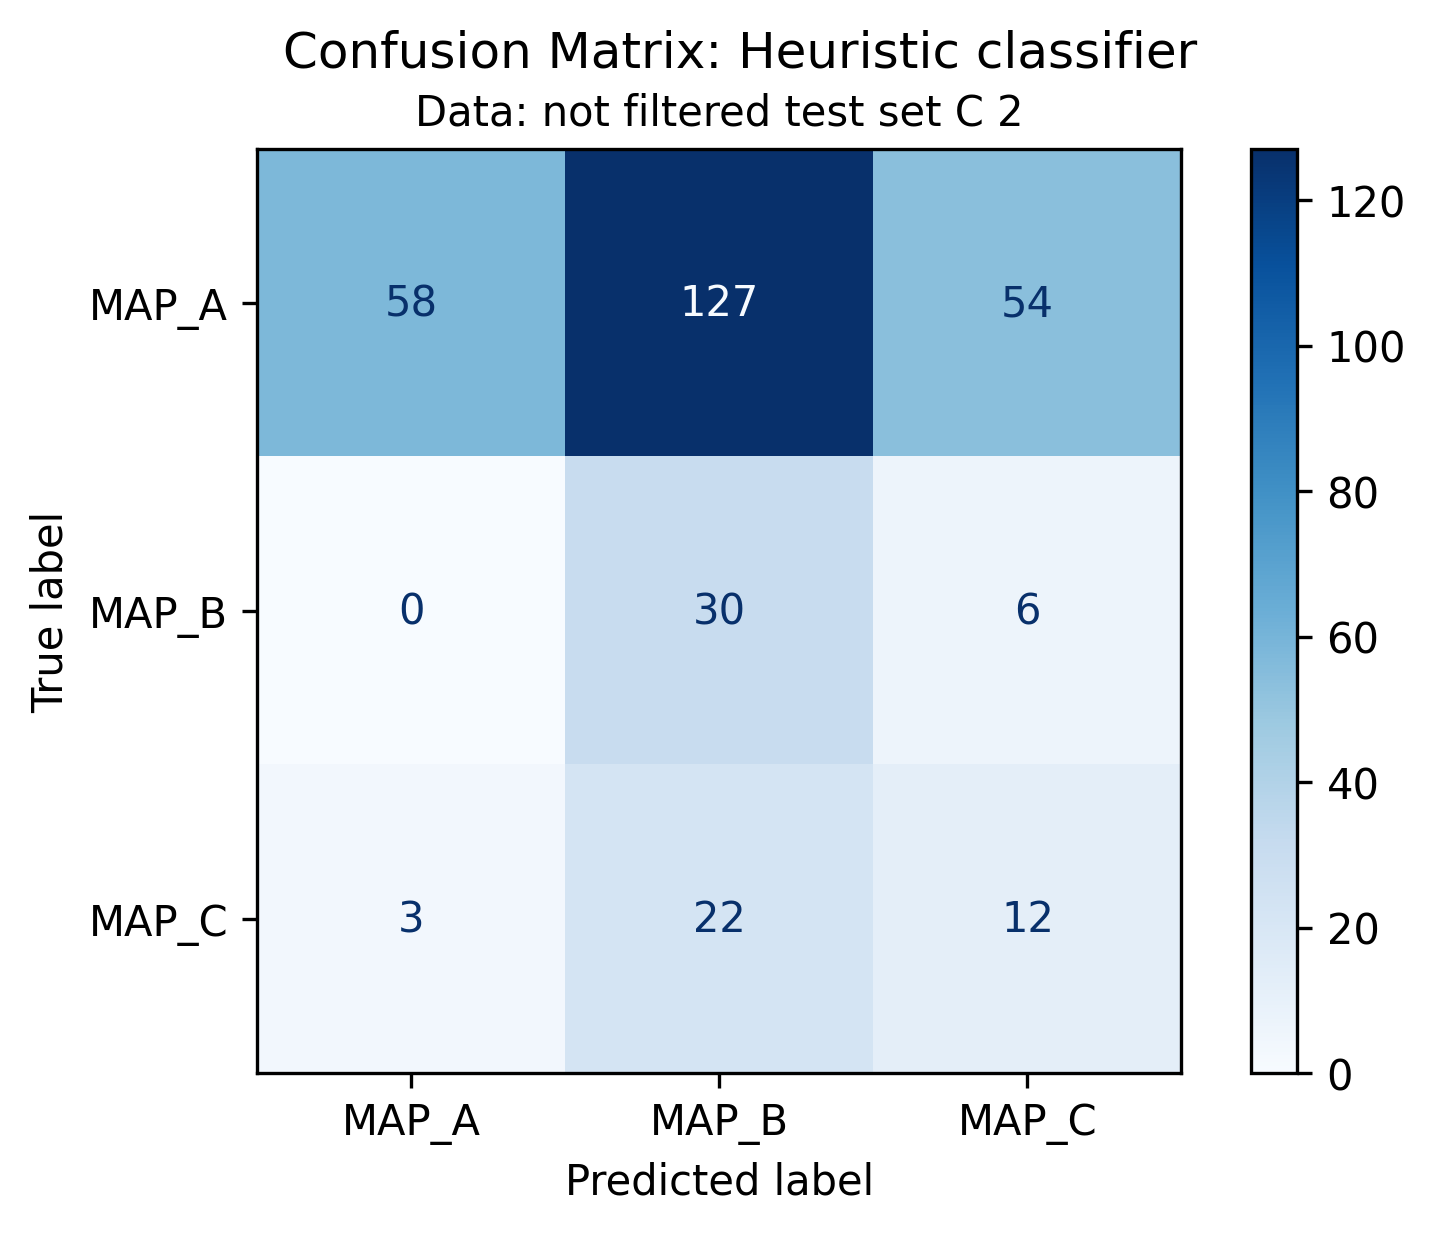 Confusion Matrix: Heuristic classifier
Data: not filtered test set C 2
120
100
80
60
40
20
0
True label
MAP_A 58 127 54
MAP_B 0 30 6
MAP_C 3 22 12
MAP_A MAP_B MAP_C
Predicted label